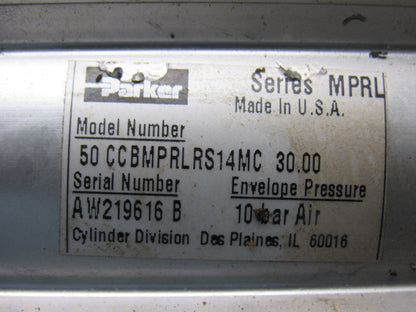 Parker
Series MPRL
Made In U.S.A.
Model Number
50 CCBMPRLRS14MC 30.00
Serial Number Envelope Pressure
AW219616 B 10 bar Air
Cylinder Division Des Plaines, IL 60016